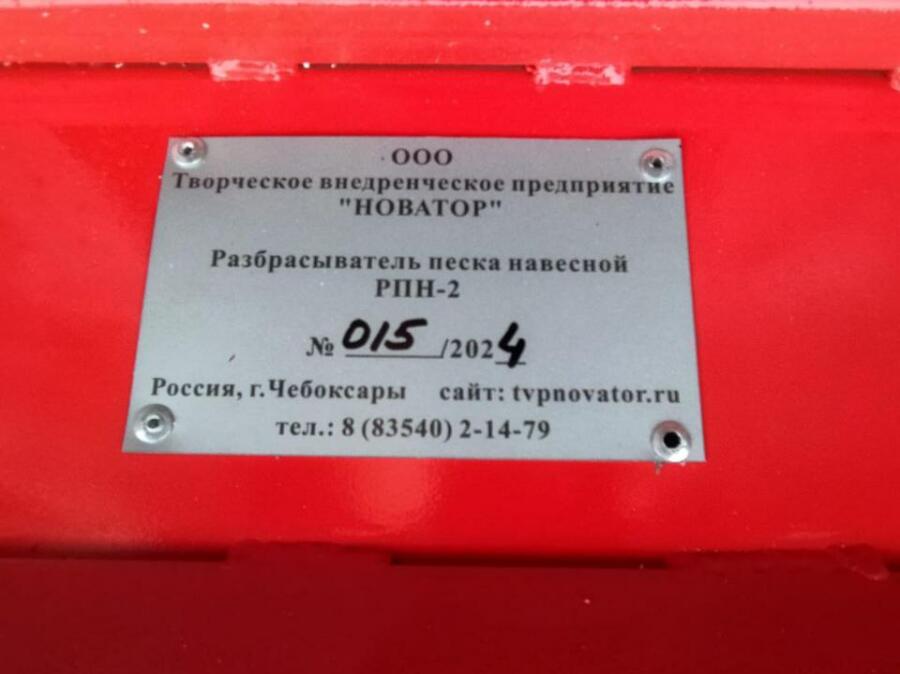 ООО
Творческое внедренческое предприятие
"НОВАТОР"
Разбрасыватель песка навесной
РПН-2
№ 015/2024
Россия, г.Чебоксары сайт: tvpnovator.ru
тел.: 8 (83540) 2-14-79